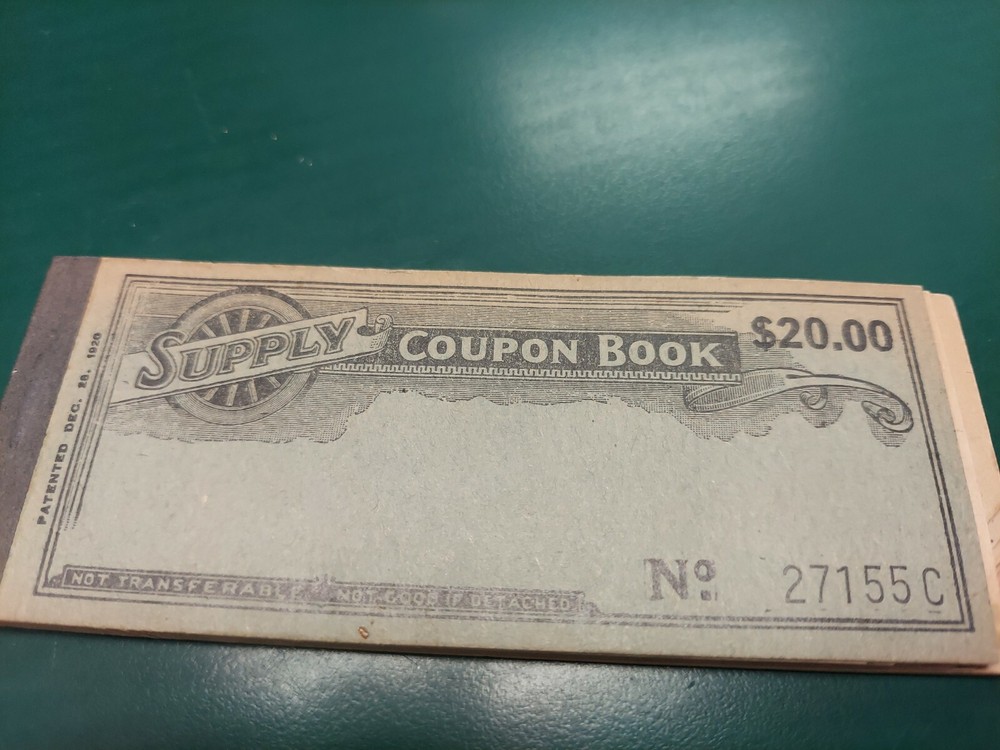 SUPPLY COUPON BOOK $20.00
PATENTED DEC. 28. 1920
NOT TRANSFERABLE NOT GOOD IF DETACHED
No. 27155C